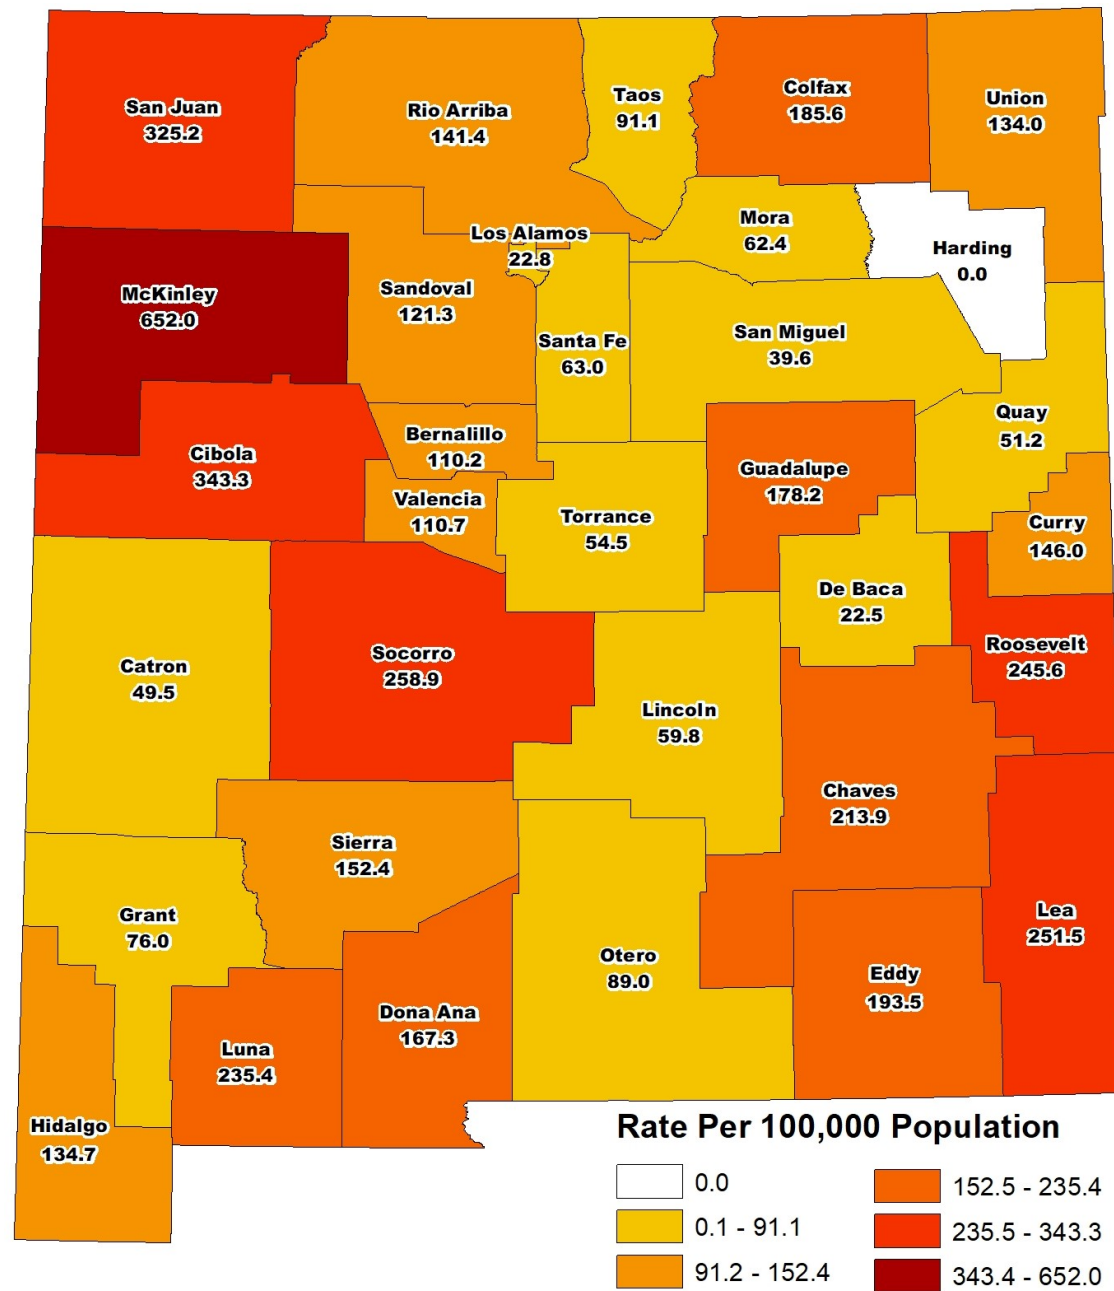 San Juan
325.2
Rio Arriba
141.4
Taos
91.1
Colfax
185.6
Union
134.0
Los Alamos
22.8
Mora
62.4
Harding
0.0
McKinley
652.0
Sandoval
121.3
Santa Fe
63.0
San Miguel
39.6
Quay
51.2
Cibola
343.3
Bernalillo
110.2
Valencia
110.7
Torrance
54.5
Guadalupe
178.2
Curry
146.0
De Baca
22.5
Roosevelt
245.6
Catron
49.5
Socorro
258.9
Lincoln
59.8
Chaves
213.9
Sierra
152.4
Grant
76.0
Otero
89.0
Lea
251.5
Eddy
193.5
Dona Ana
167.3
Luna
235.4
Hidalgo
134.7
Rate Per 100,000 Population
0.0
0.1 - 91.1
91.2 - 152.4
152.5 - 235.4
235.5 - 343.3
343.4 - 652.0